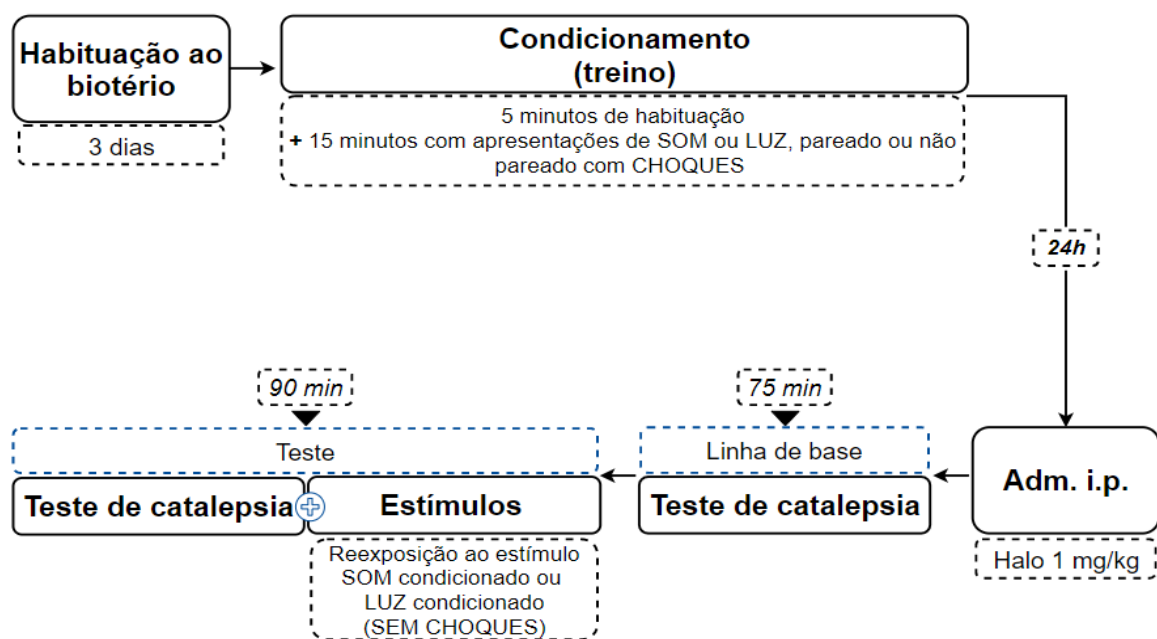 Habituação ao
biotério
3 dias
Condicionamento
(treino)
5 minutos de habituação
+ 15 minutos com apresentações de SOM ou LUZ, pareado ou não
pareado com CHOQUES
24h
Adm. i.p.
Halo 1 mg/kg
75 min
Linha de base
Teste de catalepsia
90 min
Teste
Teste de catalepsia
Estímulos
Reexposição ao estímulo
SOM condicionado ou
LUZ condicionado
(SEM CHOQUES)